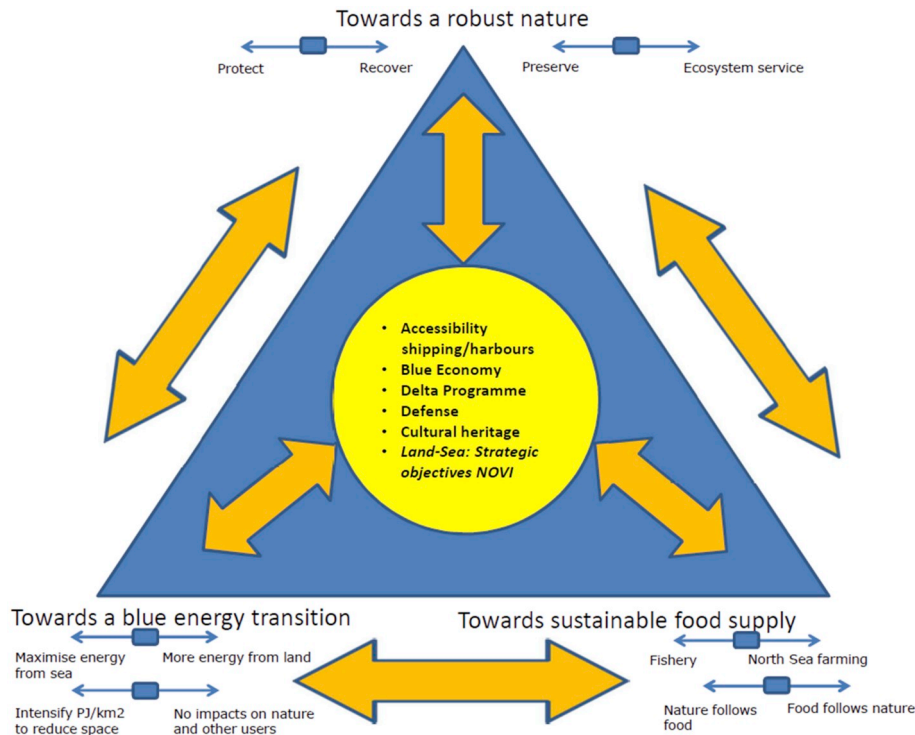 Towards a robust nature
Protect
Recover
Preserve
Ecosystem service
• Accessibility
shipping/harbours
• Blue Economy
• Delta Programme
• Defense
• Cultural heritage
• Land-Sea: Strategic
objectives NOVI
Towards a blue energy transition
Maximise energy
from sea
More energy from land
Intensify PJ/km2
to reduce space
No impacts on nature
and other users
Towards sustainable food supply
Fishery
North Sea farming
Nature follows
food
Food follows nature